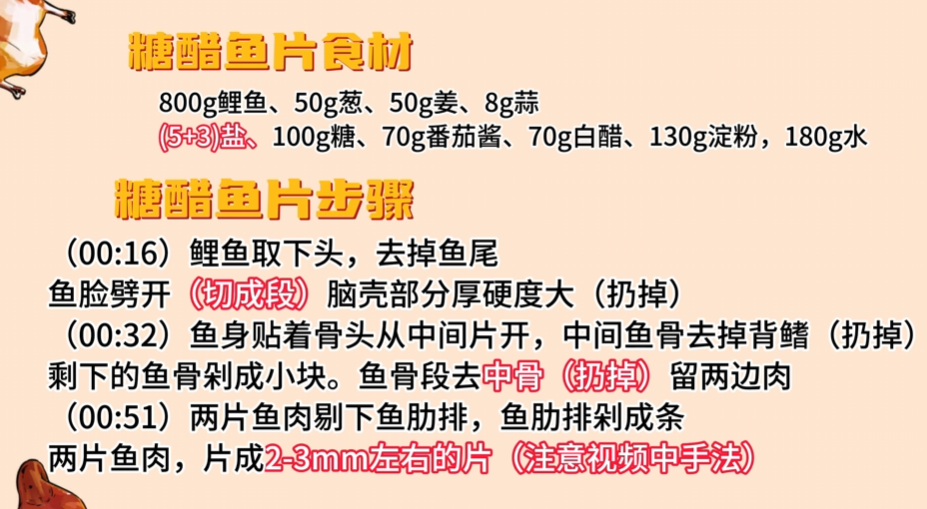 糖醋鱼片食材
800g鲤鱼、50g葱、50g姜、8g蒜
(5+3)盐、100g糖、70g番茄酱、70g白醋、130g淀粉，180g水
糖醋鱼片步骤
（00:16）鲤鱼取下头，去掉鱼尾
鱼脸劈开（切成段）脑壳部分厚硬度大（扔掉）
（00:32）鱼身贴着骨头从中间片开，中间鱼骨去掉背鳍（扔掉）
剩下的鱼骨剁成小块。鱼骨段去中骨（扔掉）留两边肉
（00:51）两片鱼肉剔下鱼肋排，鱼肋排剁成条
两片鱼肉，片成2-3mm左右的片（注意视频中手法）